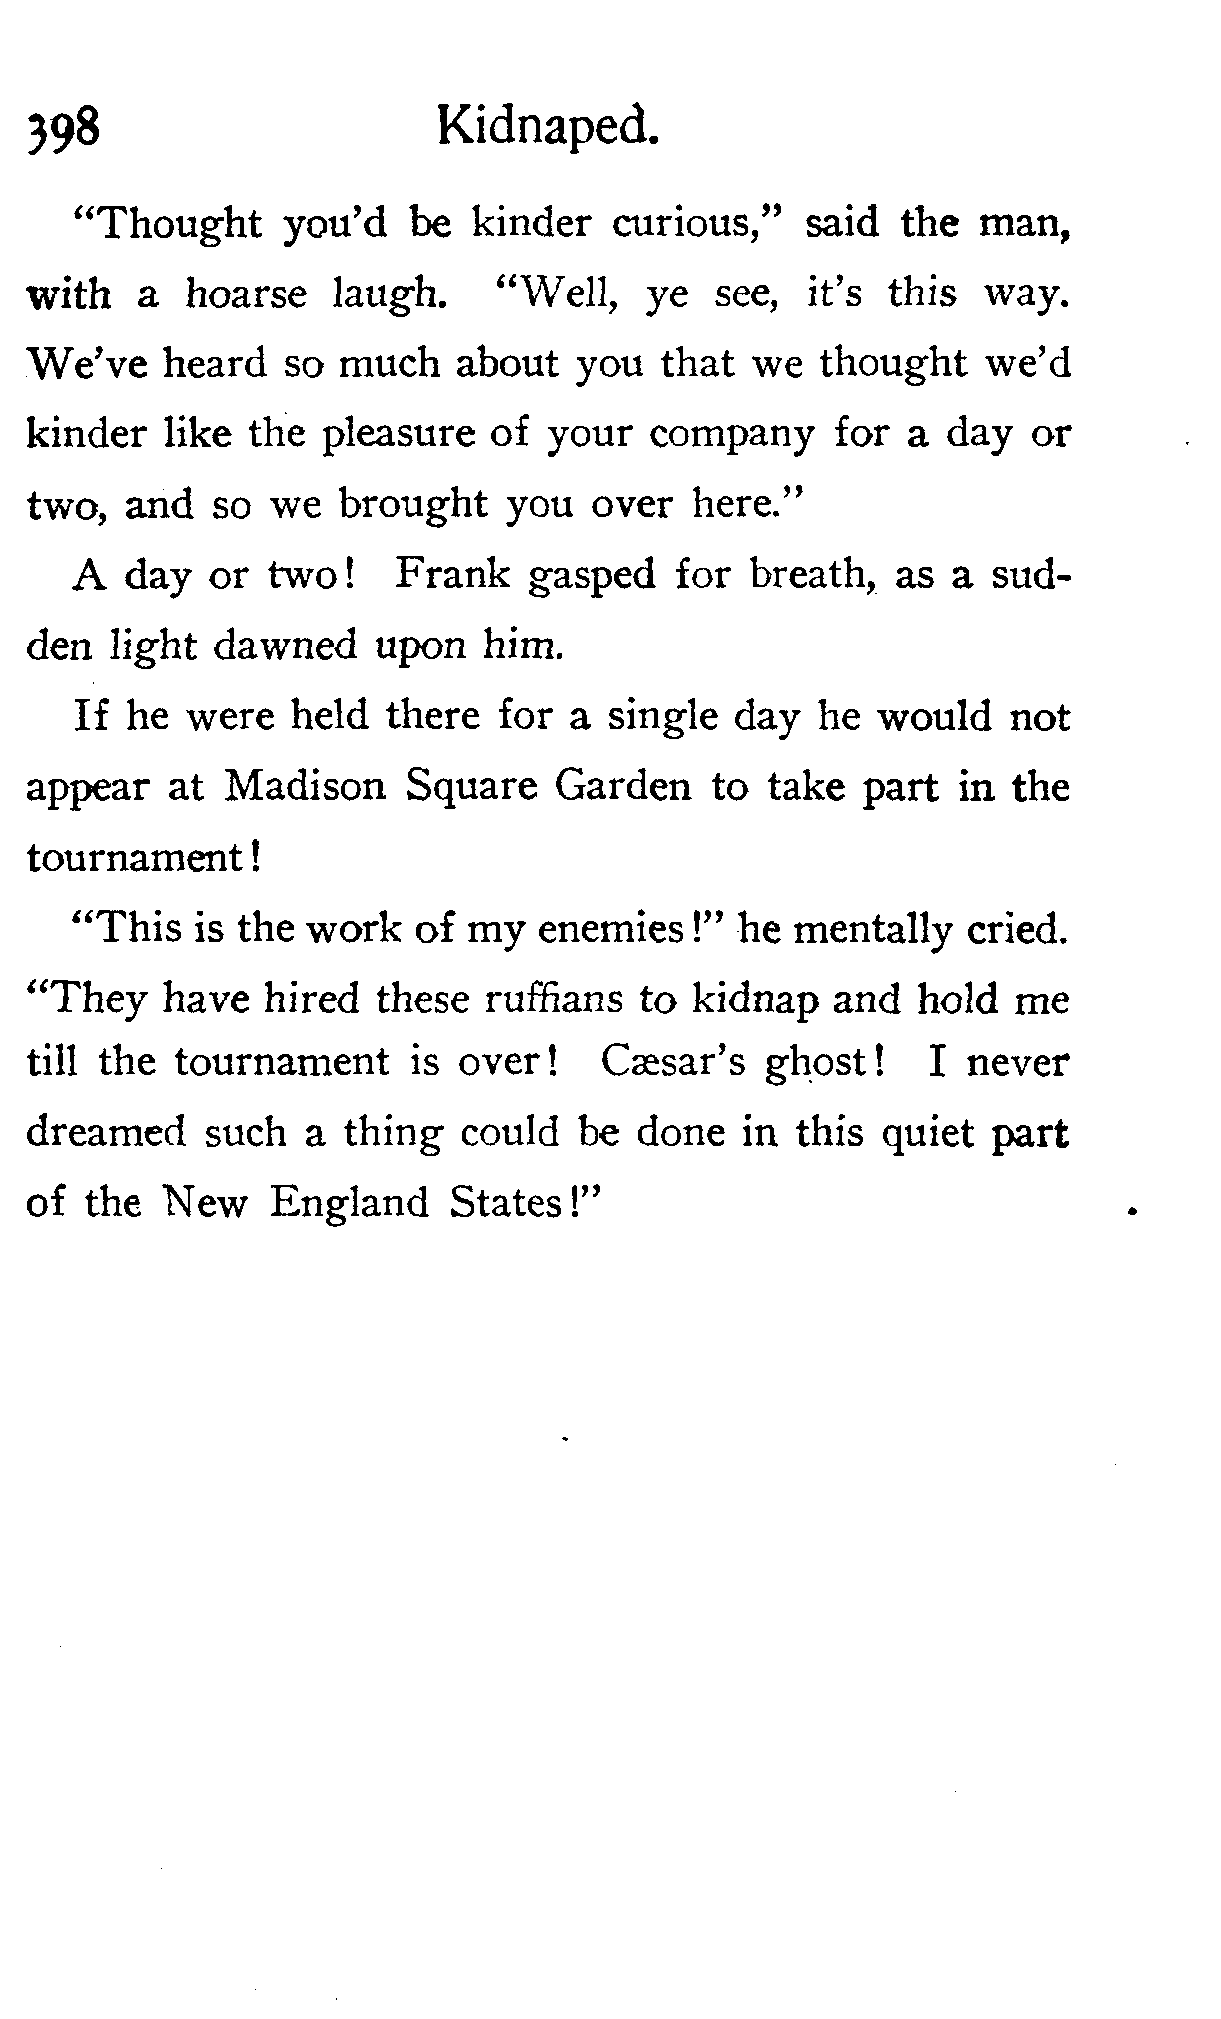 398 Kidnaped.
“Thought you’d be kinder curious,” said the man,
with a hoarse laugh. “Well, ye see, it’s this way.
We’ve heard so much about you that we thought we’d
kinder like the pleasure of your company for a day or
two, and so we brought you over here.”
A day or two! Frank gasped for breath, as a sud-
den light dawned upon him.
If he were held there for a single day he would not
appear at Madison Square Garden to take part in the
tournament!
“This is the work of my enemies!” he mentally cried.
“They have hired these ruffians to kidnap and hold me
till the tournament is over! Cæsar’s ghost! I never
dreamed such a thing could be done in this quiet part
of the New England States!”